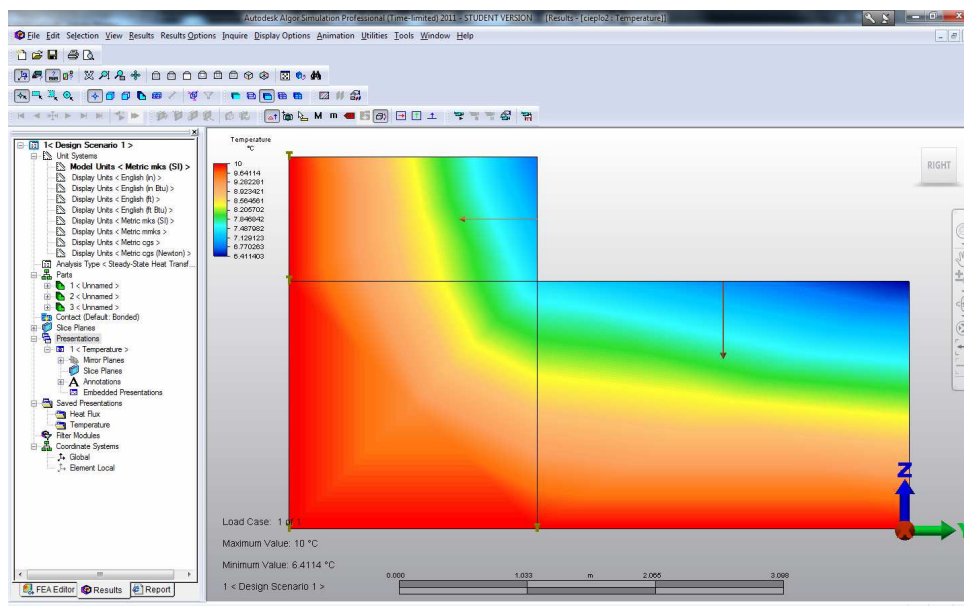 Autodesk Algor Simulation Professional (Time-limited) 2011 - STUDENT VERSION [Results - [cieplo2 : Temperature]]
File Edit Selection View Results Results Options Inquire Display Options Animation Utilities Tools Window Help
M m
1< Design Scenario 1 >
Unit Systems
Model Units < Metric mks (SI) >
Display Units < English (in) >
Display Units < English (in Btu) >
Display Units < English (ft) >
Display Units < English (ft Btu) >
Display Units < Metric mks (SI) >
Display Units < Metric mmks >
Display Units < Metric cgs >
Display Units < Metric cgs (Newton) >
Analysis Type < Steady-State Heat Transf...
Parts
1 < Unnamed >
2 < Unnamed >
3 < Unnamed >
Contact (Default: Bonded)
Slice Planes
Presentations
1 < Temperature >
Mirror Planes
Slice Planes
Annotations
Embedded Presentations
Saved Presentations
Heat Flux
Temperature
Filter Modules
Coordinate Systems
Global
Element Local
FEA Editor Results Report
Temperature
°C
10
9.64114
9.282281
8.923421
8.564561
8.205702
7.846842
7.487982
7.129123
6.770263
6.411403
RIGHT
Z
Y
X
Load Case: 1 of 1
Maximum Value: 10 °C
Minimum Value: 6.4114 °C
1 < Design Scenario 1 >
0.000 1.033 m 2.065 3.098